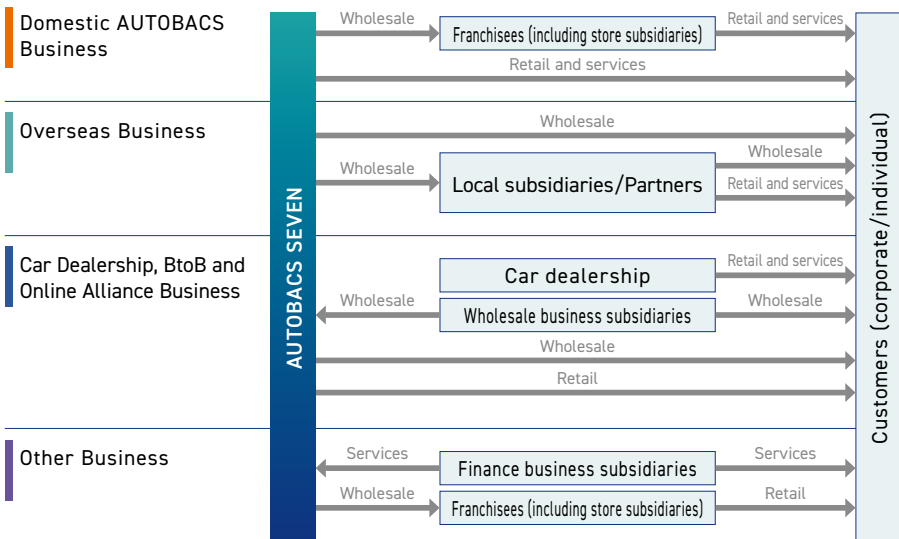 Domestic AUTOBACS
Business
Wholesale
Franchisees (including store subsidiaries)
Retail and services
Retail and services
Overseas Business
Wholesale
Wholesale
Local subsidiaries/Partners
Wholesale
Retail and services
Car Dealership, BtoB and
Online Alliance Business
Car dealership
Retail and services
Wholesale
Wholesale business subsidiaries
Wholesale
Wholesale
Retail
Other Business
Services
Finance business subsidiaries
Services
Wholesale
Franchisees (including store subsidiaries)
Retail
AUTOBACS SEVEN
Customers (corporate/individual)